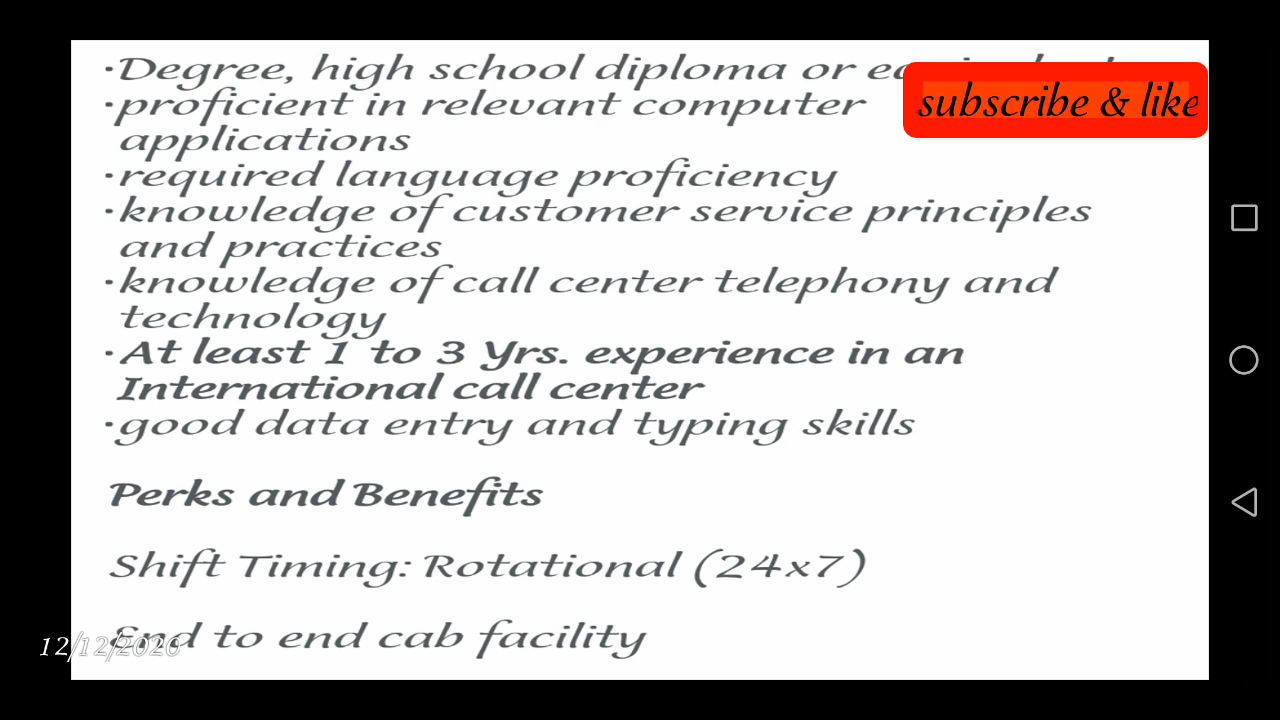 ·Degree, high school diploma or
subscribe & like
·proficient in relevant computer
applications
·required language proficiency
·knowledge of customer service principles
and practices
·knowledge of call center telephony and
technology
·At least 1 to 3 Yrs. experience in an
International call center
·good data entry and typing skills
Perks and Benefits
Shift Timing: Rotational (24x7)
End to end cab facility
12/12/2020